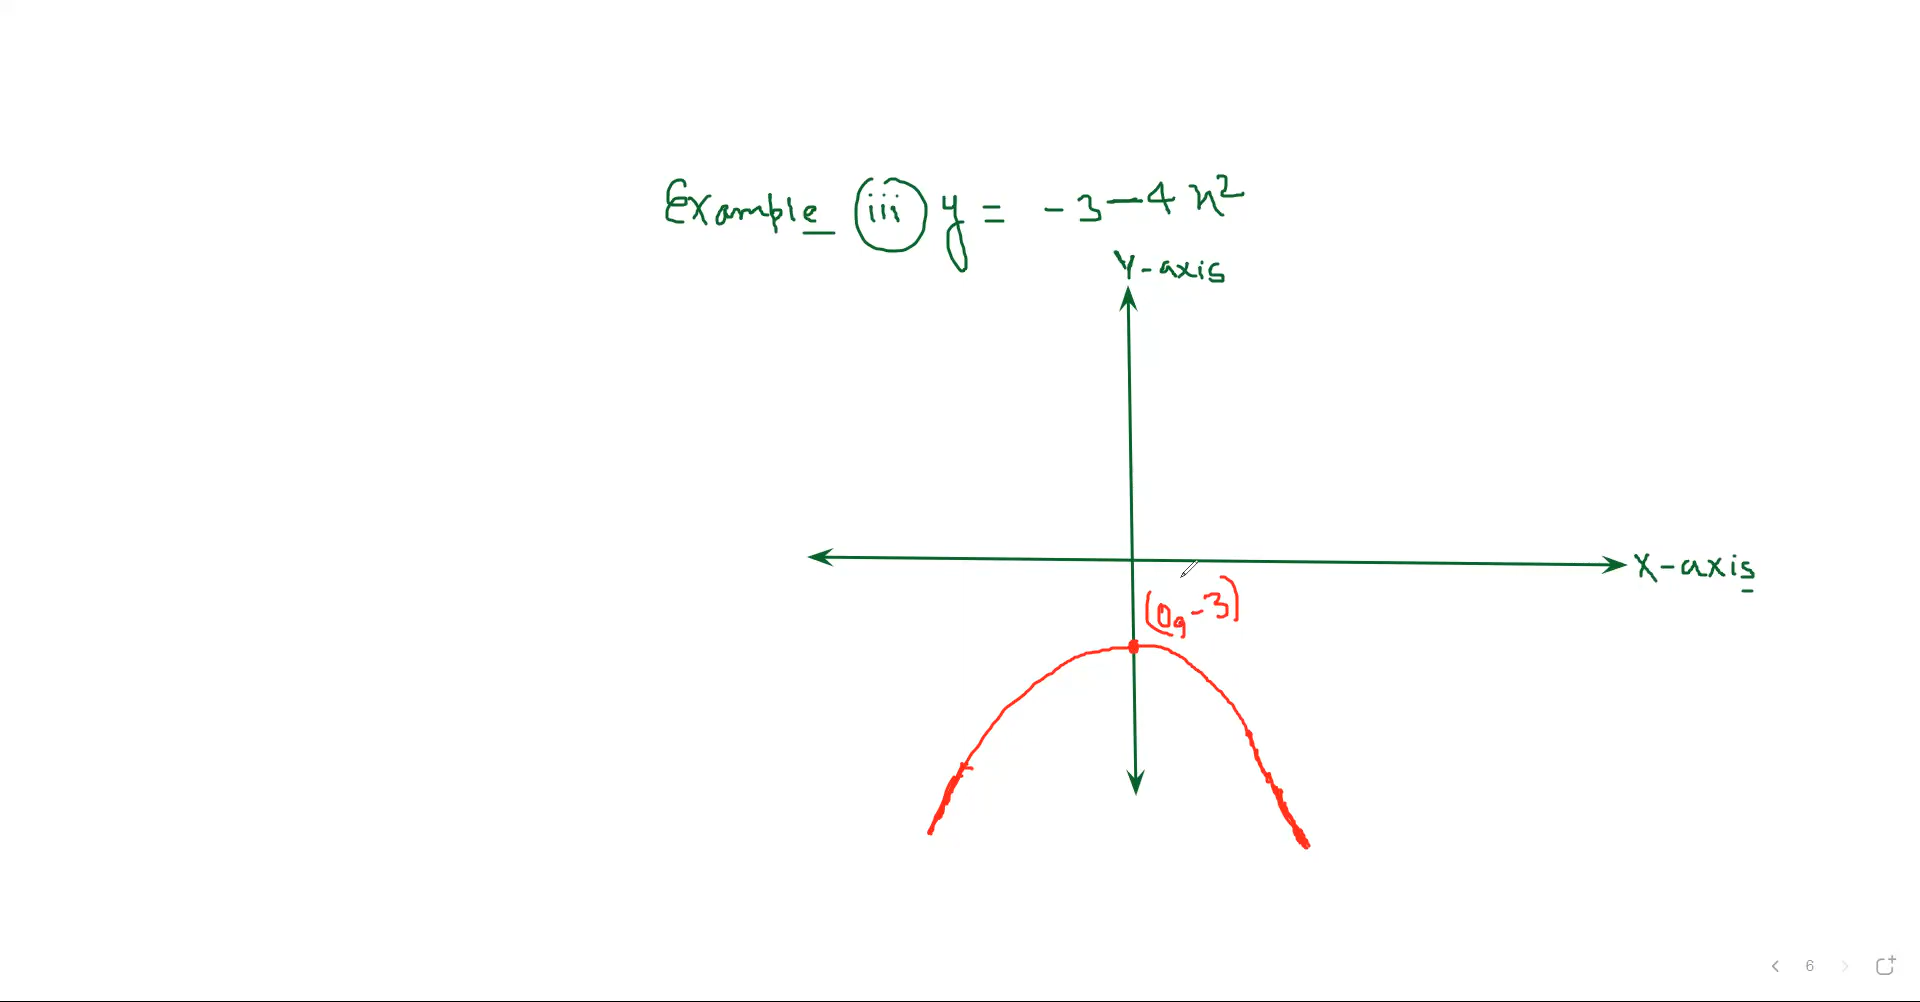 Example (iii) y = -3-4x²
Y-axis
X-axis
(0,-3)
6